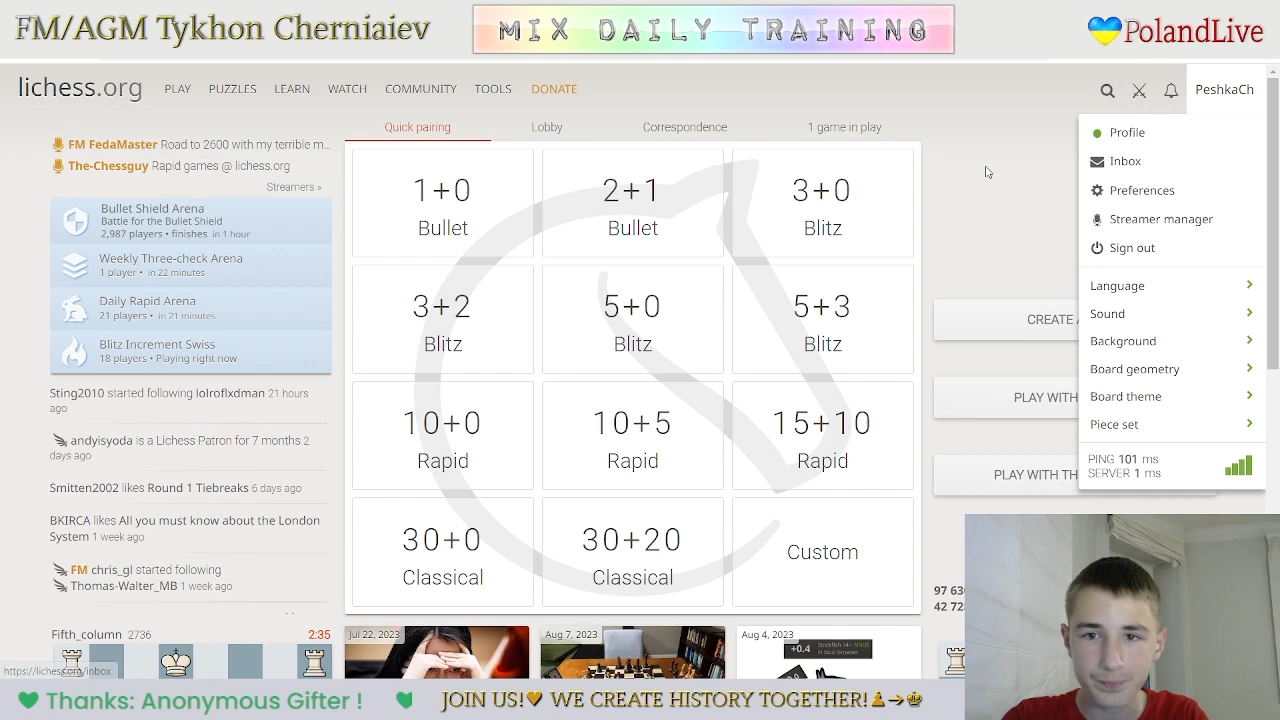 FM/AGM Tykhon Cherniaiev
MIX DAILY TRAINING
PolandLive
lichess.org
PLAY
PUZZLES
LEARN
WATCH
COMMUNITY
TOOLS
DONATE
PeshkaCh
FM FedaMaster Road to 2600 with my terrible m...
The-Chessguy Rapid games @ lichess.org
Streamers »
Bullet Shield Arena
Battle for the Bullet Shield
2,987 players • finishes in 1 hour
Weekly Three-check Arena
1 player • in 22 minutes
Daily Rapid Arena
21 players • in 21 minutes
Blitz Increment Swiss
18 players • Playing right now
Sting2010 started following lolroflxdman 21 hours
ago
andyisyoda is a Lichess Patron for 7 months 2
days ago
Smitten2002 likes Round 1 Tiebreaks 6 days ago
BKIRCA likes All you must know about the London
System 1 week ago
FM chris_gl started following
Thomas-Walter_MB 1 week ago
Fifth_column 2736
2:35
https://lichess.org/inbox
Quick pairing
Lobby
Correspondence
1 game in play
1+0
Bullet
2+1
Bullet
3+0
Blitz
3+2
Blitz
5+0
Blitz
5+3
Blitz
10+0
Rapid
10+5
Rapid
15+10
Rapid
30+0
Classical
30+20
Classical
Custom
Jul 22, 2023
Aug 7, 2023
Aug 4, 2023
+0.4
Stockfish 14+ NNUE
in local browser
CREATE A
PLAY WITH
PLAY WITH TH
97 63
42 72
Profile
Inbox
Preferences
Streamer manager
Sign out
Language
Sound
Background
Board geometry
Board theme
Piece set
PING 101 ms
SERVER 1 ms
Thanks: Anonymous Gifter !
JOIN US!♥ WE CREATE HISTORY TOGETHER!♟→♚